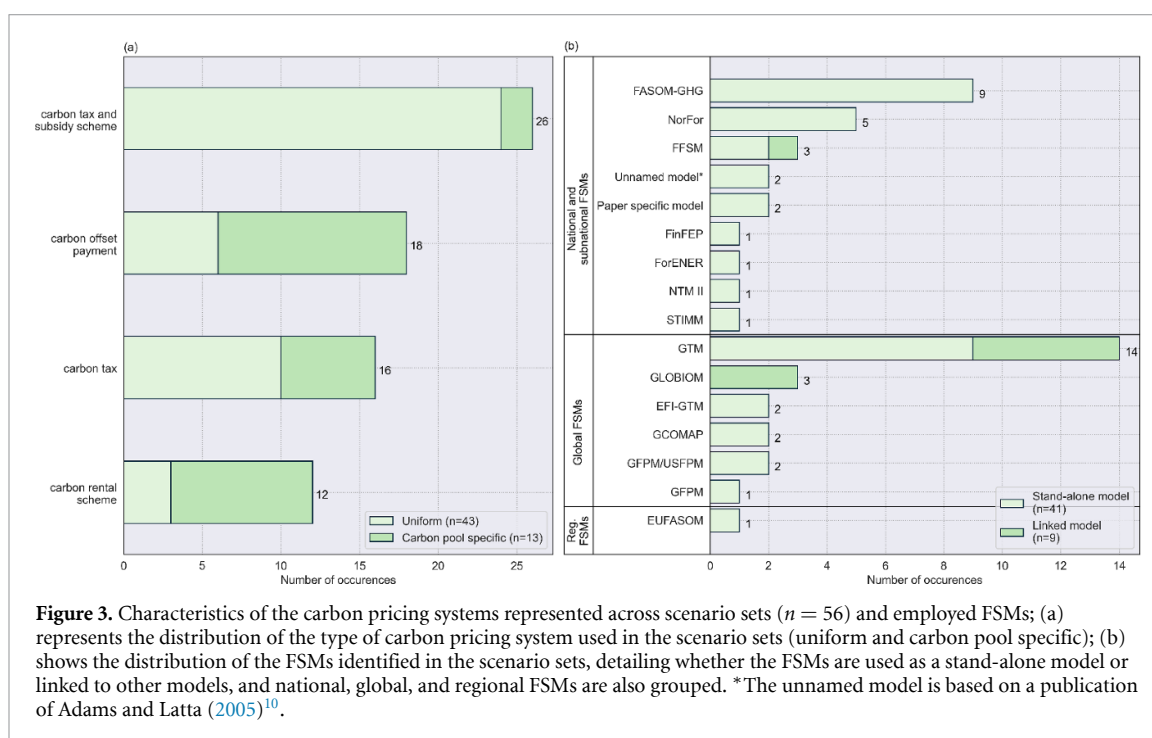 (a)
carbon tax and
subsidy scheme
26
carbon offset
payment
18
carbon tax
16
carbon rental
scheme
12
Uniform (n=43)
Carbon pool specific (n=13)
0 5 10 15 20 25
Number of occurences
(b)
National and
subnational FSMs
FASOM-GHG 9
NorFor 5
FFSM 3
Unnamed model* 2
Paper specific model 2
FinFEP 1
ForENER 1
NTM II 1
STIMM 1
Global FSMs
GTM 14
GLOBIOM 3
EFI-GTM 2
GCOMAP 2
GFPM/USFPM 2
GFPM 1
Reg.
FSMs
EUFASOM 1
Stand-alone model
(n=41)
Linked model
(n=9)
0 2 4 6 8 10 12 14
Number of occurences
Figure 3. Characteristics of the carbon pricing systems represented across scenario sets (n = 56) and employed FSMs; (a)
represents the distribution of the type of carbon pricing system used in the scenario sets (uniform and carbon pool specific); (b)
shows the distribution of the FSMs identified in the scenario sets, detailing whether the FSMs are used as a stand-alone model or
linked to other models, and national, global, and regional FSMs are also grouped. *The unnamed model is based on a publication
of Adams and Latta (2005)10.